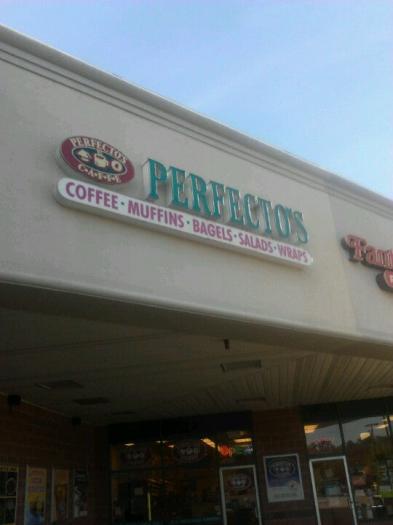 PERFECTO'S
CAFFE
PERFECTO'S
COFFEE · MUFFINS · BAGELS · SALADS · WRAPS